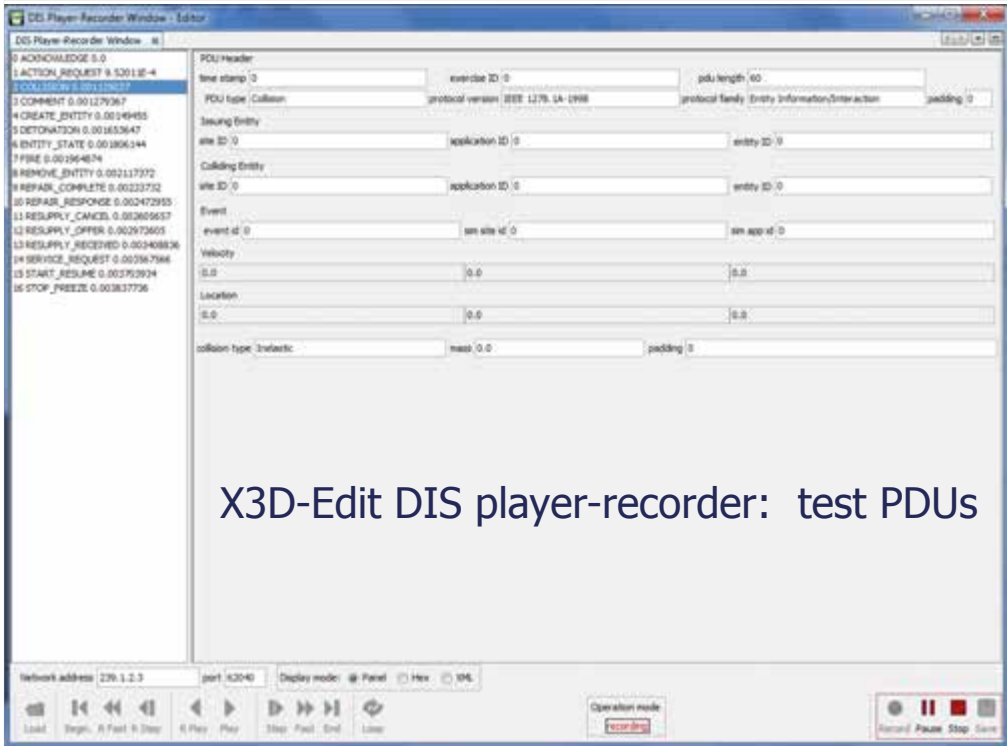 DIS Player-Recorder Window - Editor
DIS Player-Recorder Window
0 ACKNOWLEDGE 0.0
1 ACTION_REQUEST 9.52011E-4
2 COLLISION 0.001129027
3 COMMENT 0.001279367
4 CREATE_ENTITY 0.00149455
5 DETONATION 0.001653647
6 ENTITY_STATE 0.001806144
7 FIRE 0.001964874
8 REMOVE_ENTITY 0.002117372
9 REPAIR_COMPLETE 0.00233732
10 REPAIR_RESPONSE 0.002472955
11 RESUPPLY_CANCEL 0.002605657
12 RESUPPLY_OFFER 0.002973605
13 RESUPPLY_RECEIVED 0.003408836
14 SERVICE_REQUEST 0.003567566
15 START_RESUME 0.003703934
16 STOP_FREEZE 0.003837736
PDU Header
time stamp 0 exercise ID 0 pdu length 60
PDU type Collision protocol version IEEE 1278.1A-1998 protocol family Entity Information/Interaction padding 0
Issuing Entity
site ID 0 application ID 0 entity ID 0
Colliding Entity
site ID 0 application ID 0 entity ID 0
Event
event id 0 sim site id 0 sim app id 0
Velocity
0.0 0.0 0.0
Location
0.0 0.0 0.0
collision type Inelastic mass 0.0 padding 0
X3D-Edit DIS player-recorder: test PDUs
Network address 239.1.2.3 port 62040 Display mode: Panel Hex XML
Load Begin. R Fast R Step R Play Play Step Fast End Loop
Operation mode
recording
Record Pause Stop Save